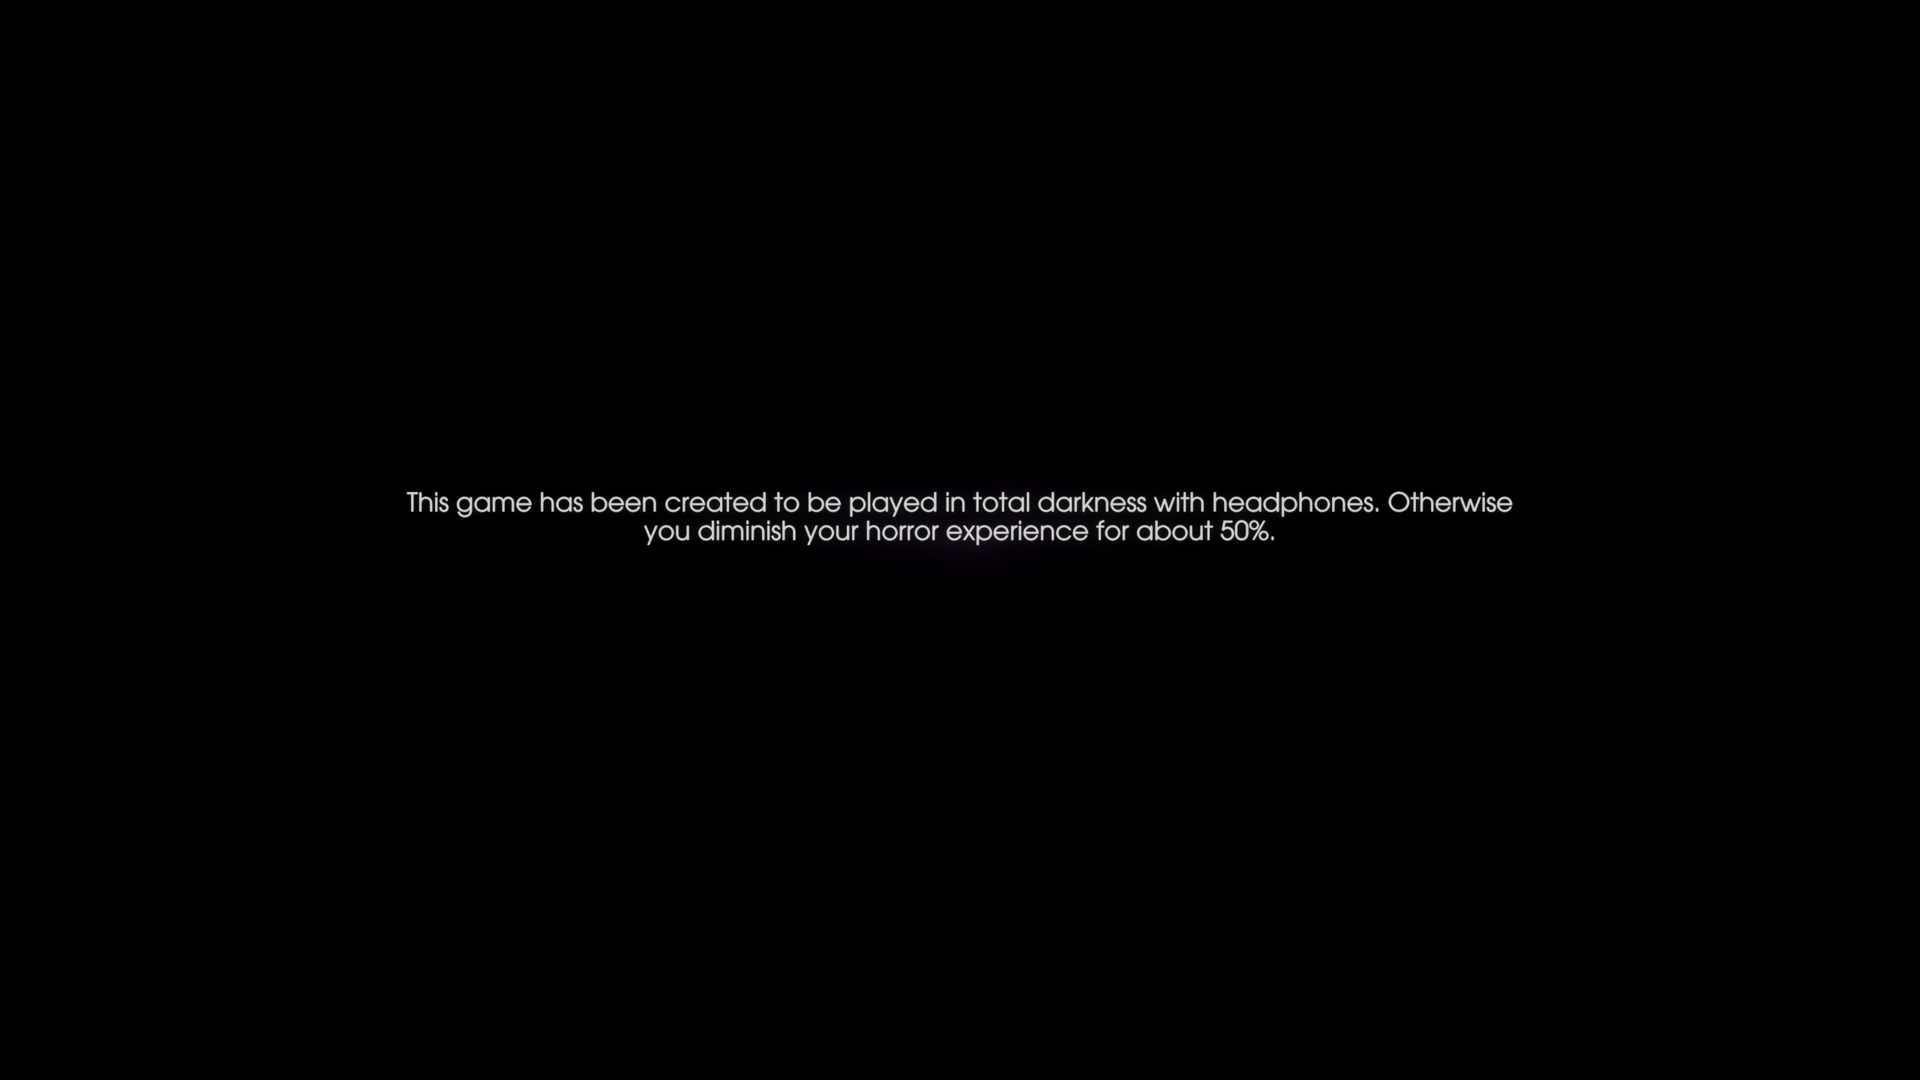 This game has been created to be played in total darkness with headphones. Otherwise
you diminish your horror experience for about 50%.